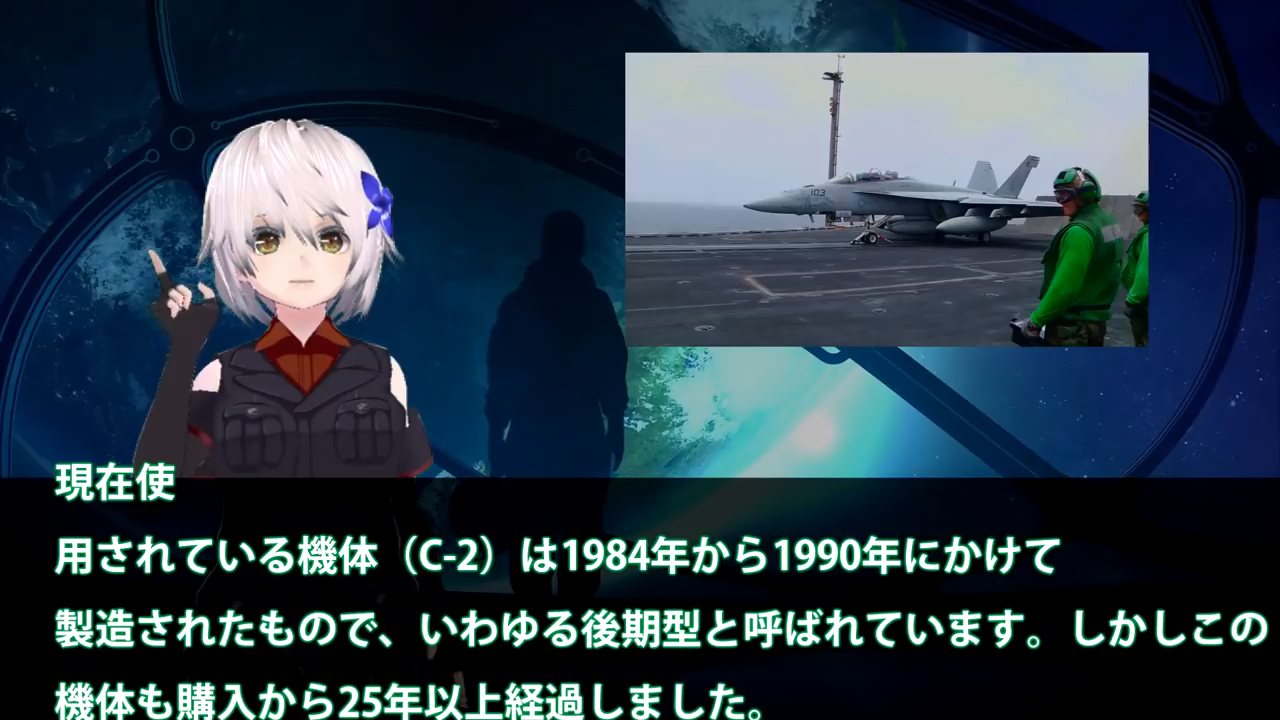 103
現在使
用されている機体（C-2）は1984年から1990年にかけて
製造されたもので、いわゆる後期型と呼ばれています。しかしこの
機体も購入から25年以上経過しました。